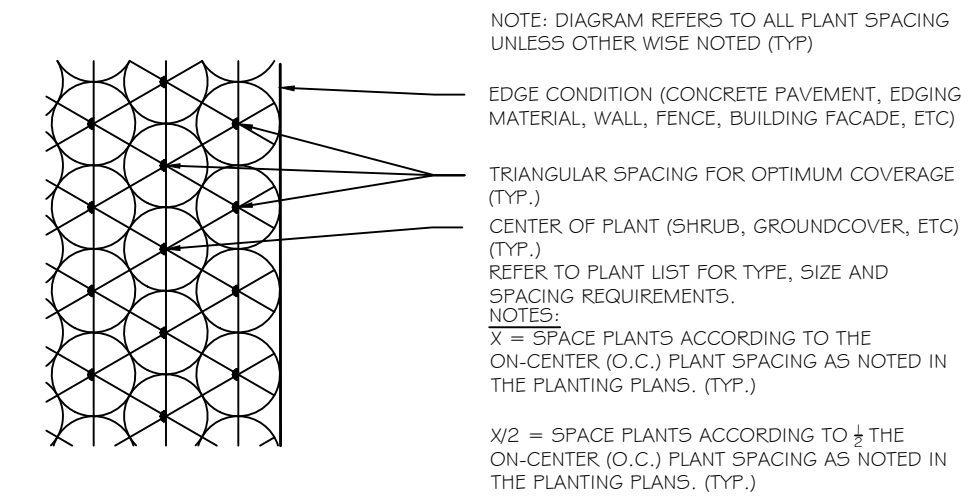 NOTE: DIAGRAM REFERS TO ALL PLANT SPACING
UNLESS OTHER WISE NOTED (TYP)
EDGE CONDITION (CONCRETE PAVEMENT, EDGING
MATERIAL, WALL, FENCE, BUILDING FACADE, ETC)
TRIANGULAR SPACING FOR OPTIMUM COVERAGE
(TYP.)
CENTER OF PLANT (SHRUB, GROUNDCOVER, ETC)
(TYP.)
REFER TO PLANT LIST FOR TYPE, SIZE AND
SPACING REQUIREMENTS.
NOTES:
X = SPACE PLANTS ACCORDING TO THE
ON-CENTER (O.C.) PLANT SPACING AS NOTED IN
THE PLANTING PLANS. (TYP.)
X/2 = SPACE PLANTS ACCORDING TO ½ THE
ON-CENTER (O.C.) PLANT SPACING AS NOTED IN
THE PLANTING PLANS. (TYP.)